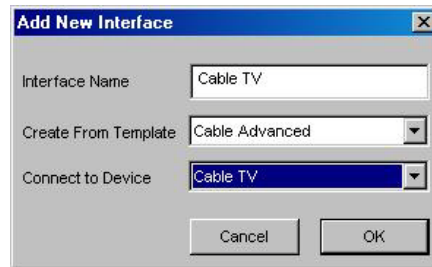 Add New Interface
Interface Name Cable TV
Create From Template Cable Advanced
Connect to Device Cable TV
Cancel OK